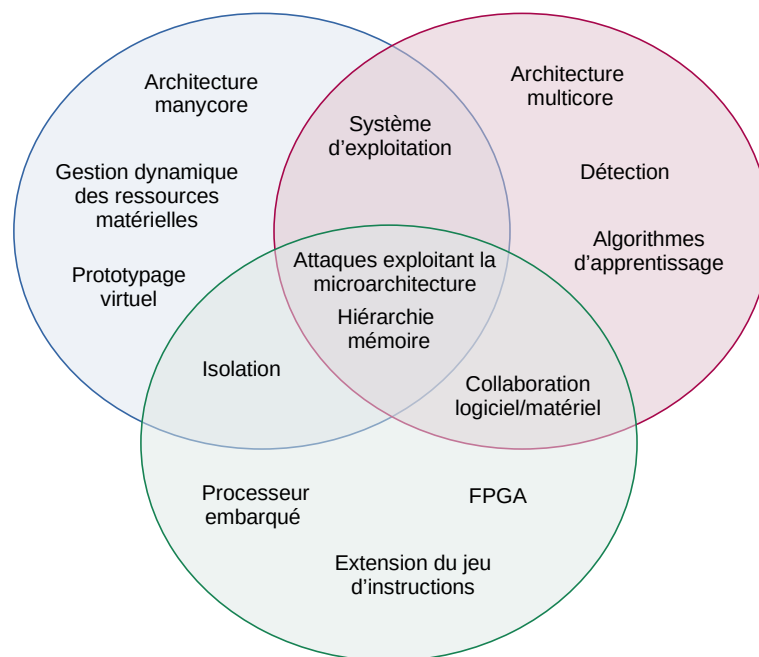 Architecture
manycore
Architecture
multicore
Système
d'exploitation
Gestion dynamique
des ressources
matérielles
Détection
Algorithmes
d'apprentissage
Prototypage
virtuel
Attaques exploitant la
microarchitecture
Hiérarchie
mémoire
Isolation
Collaboration
logiciel/matériel
Processeur
embarqué
FPGA
Extension du jeu
d'instructions